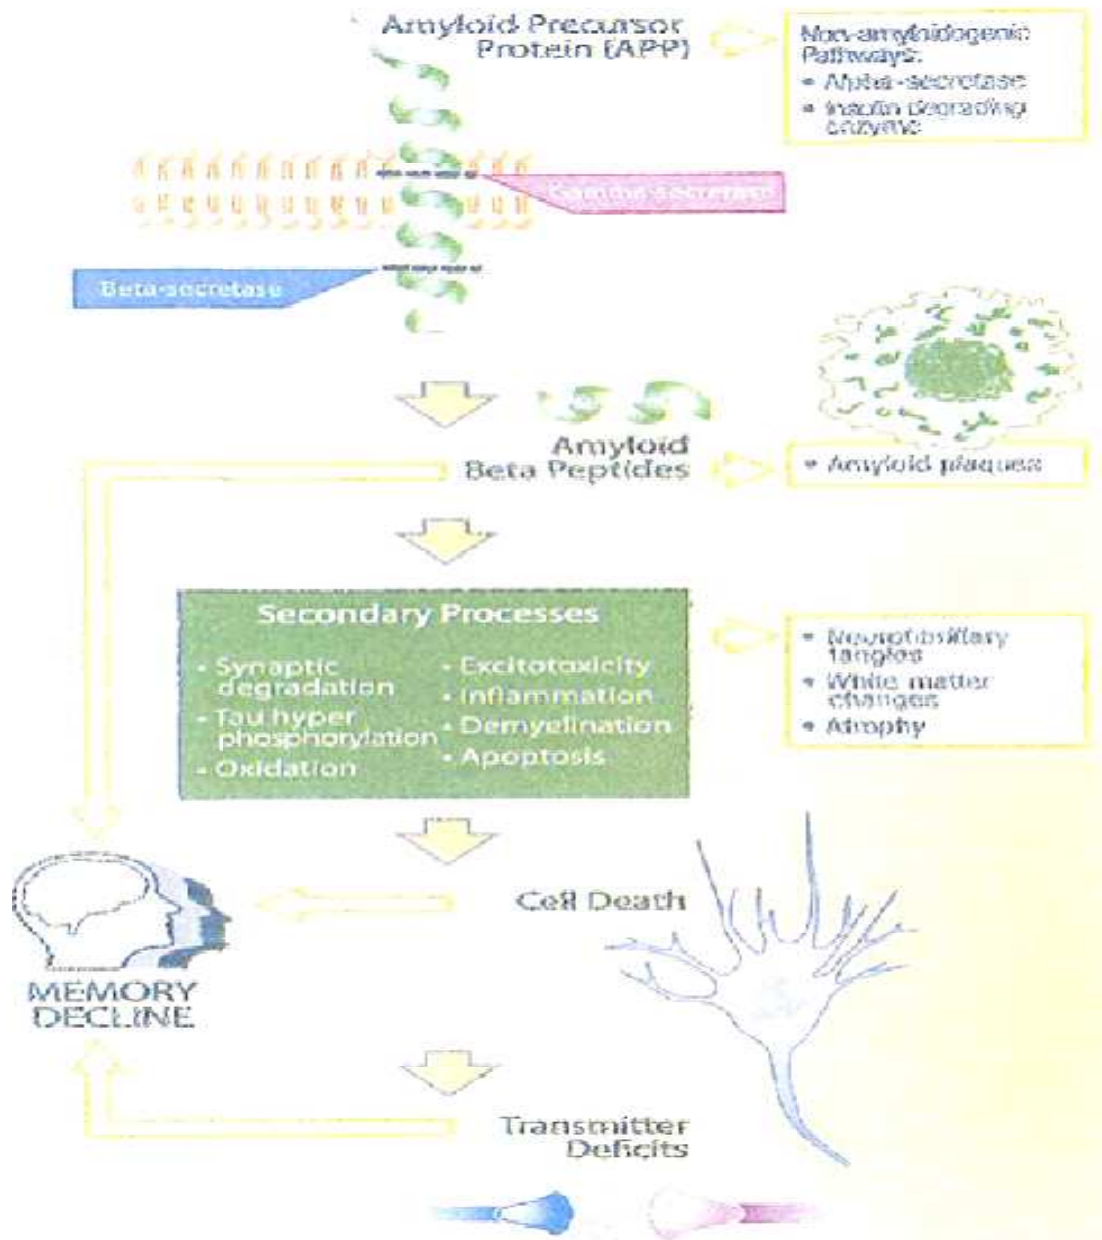 Amyloid Precursor
Protein (APP)
Non-amyloidogenic
Pathways:
• Alpha-secretase
• Insulin degrading
enzyme
Gamma-secretase
Beta-secretase
Amyloid
Beta Peptides
• Amyloid plaques
Secondary Processes
• Synaptic
degradation
• Tau hyper
phosphorylation
• Oxidation
• Excitotoxicity
• Inflammation
• Demyelination
• Apoptosis
• Neurofibrillary
tangles
• White matter
changes
• Atrophy
Cell Death
MEMORY
DECLINE
Transmitter
Deficits